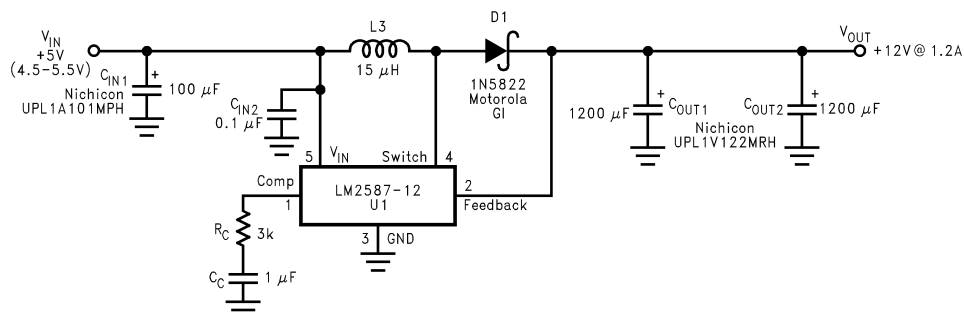 V_IN
+5V
(4.5-5.5V)
C_IN1
+
100 μF
Nichicon
UPL1A101MPH
C_IN2
0.1 μF
L3
15 μH
D1
1N5822
Motorola
GI
V_OUT
+12V@ 1.2A
+
C_OUT1
1200 μF
+
C_OUT2
1200 μF
Nichicon
UPL1V122MRH
5
V_IN
Switch
4
Comp
1
LM2587-12
U1
2
Feedback
3
GND
R_C
3k
C_C
1 μF